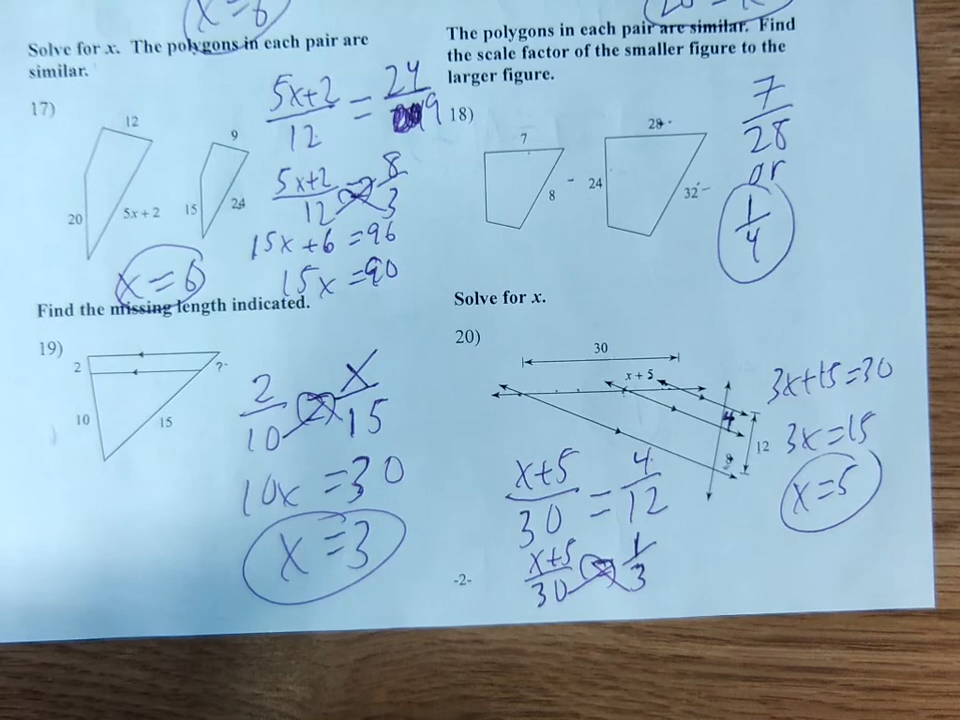 x=6
Solve for x. The polygons in each pair are
similar.
17)
12
9
20
5x + 2
15
24
5x+2/12 = 24/9
5x+2/12 = 8/3
15x+6=96
15x=90
x=6
The polygons in each pair are similar. Find
the scale factor of the smaller figure to the
larger figure.
18)
7
8
28
24
32
7/28
or
1/4
Find the missing length indicated.
19)
2
?
10
15
2/10 = x/15
10x=30
x=3
Solve for x.
20)
30
x + 5
4
12
x+5/30 = 4/12
x+5/30 = 1/3
3x+15=30
3x=15
x=5
-2-